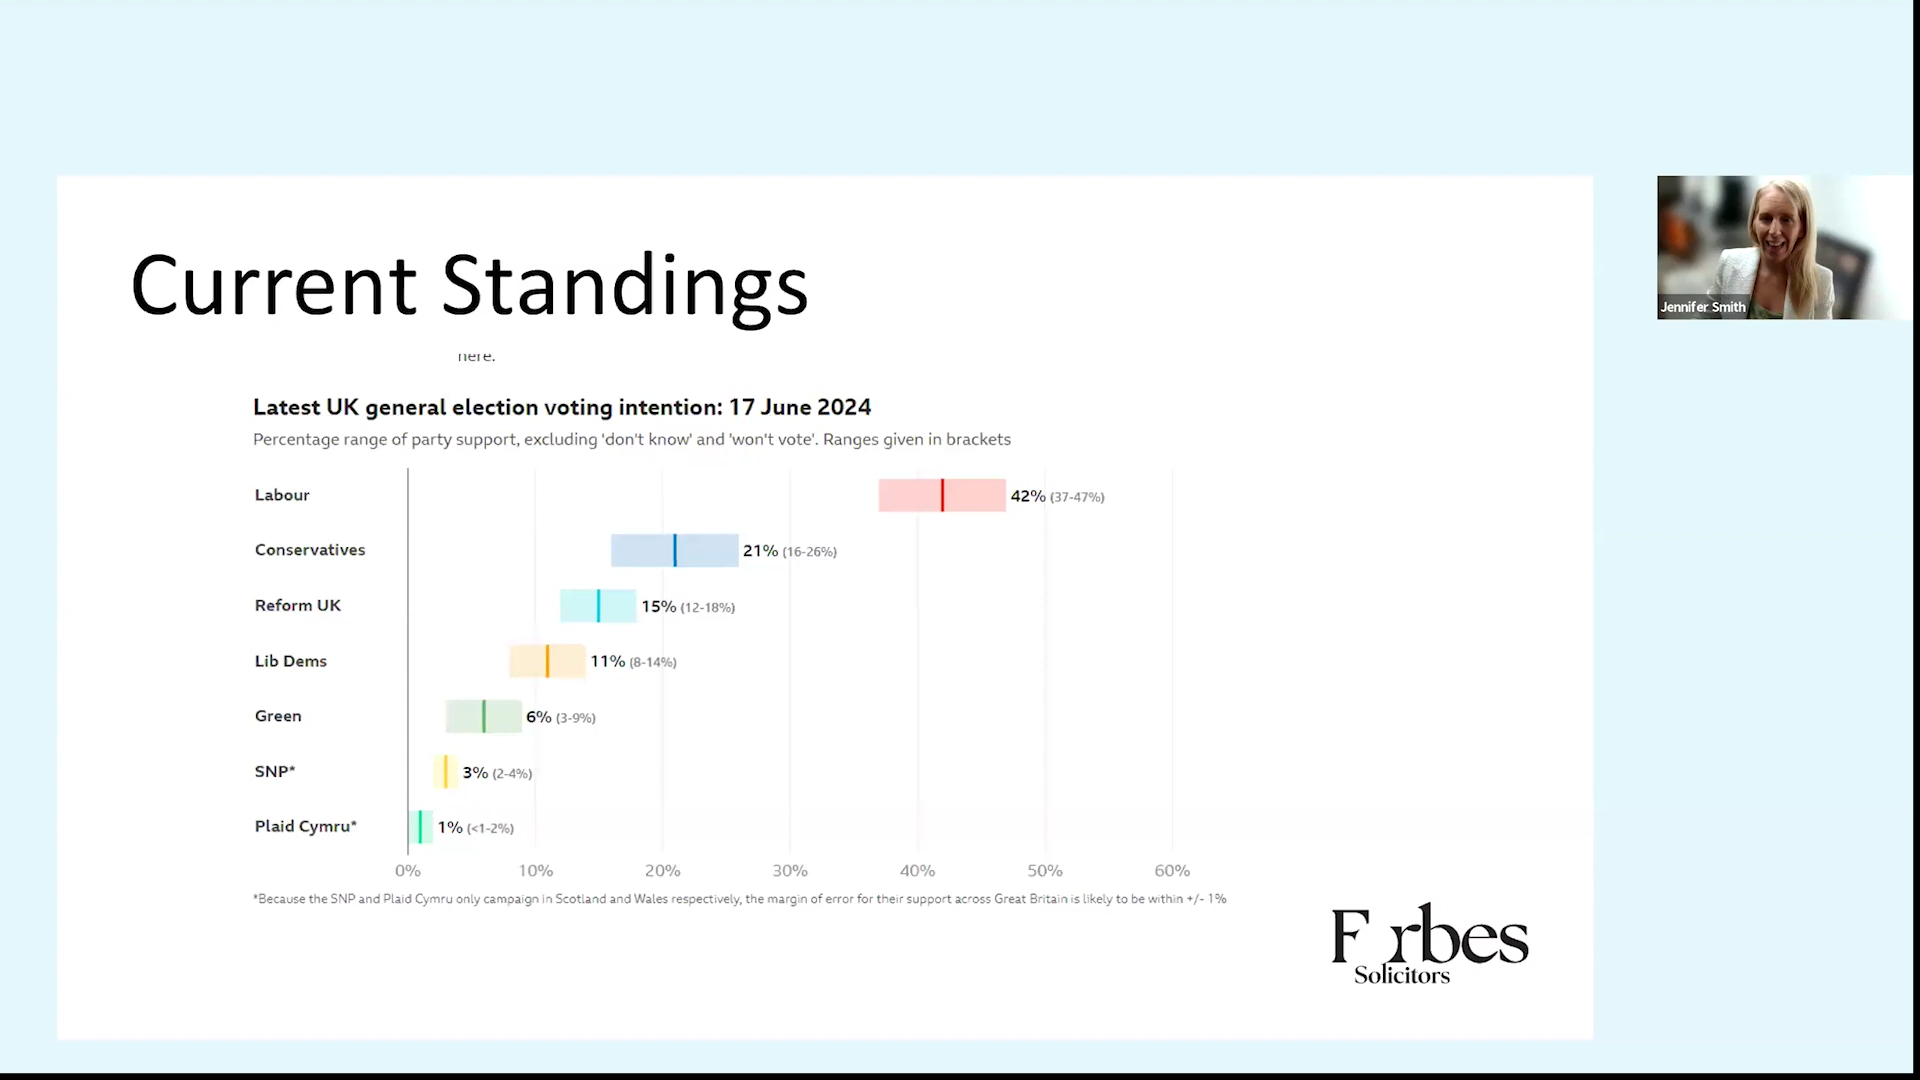 Current Standings
here.
Latest UK general election voting intention: 17 June 2024
Percentage range of party support, excluding 'don't know' and 'won't vote'. Ranges given in brackets
Labour 42% (37-47%)
Conservatives 21% (16-26%)
Reform UK 15% (12-18%)
Lib Dems 11% (8-14%)
Green 6% (3-9%)
SNP* 3% (2-4%)
Plaid Cymru* 1% (<1-2%)
0% 10% 20% 30% 40% 50% 60%
*Because the SNP and Plaid Cymru only campaign in Scotland and Wales respectively, the margin of error for their support across Great Britain is likely to be within +/- 1%
F rbes
Solicitors
Jennifer Smith